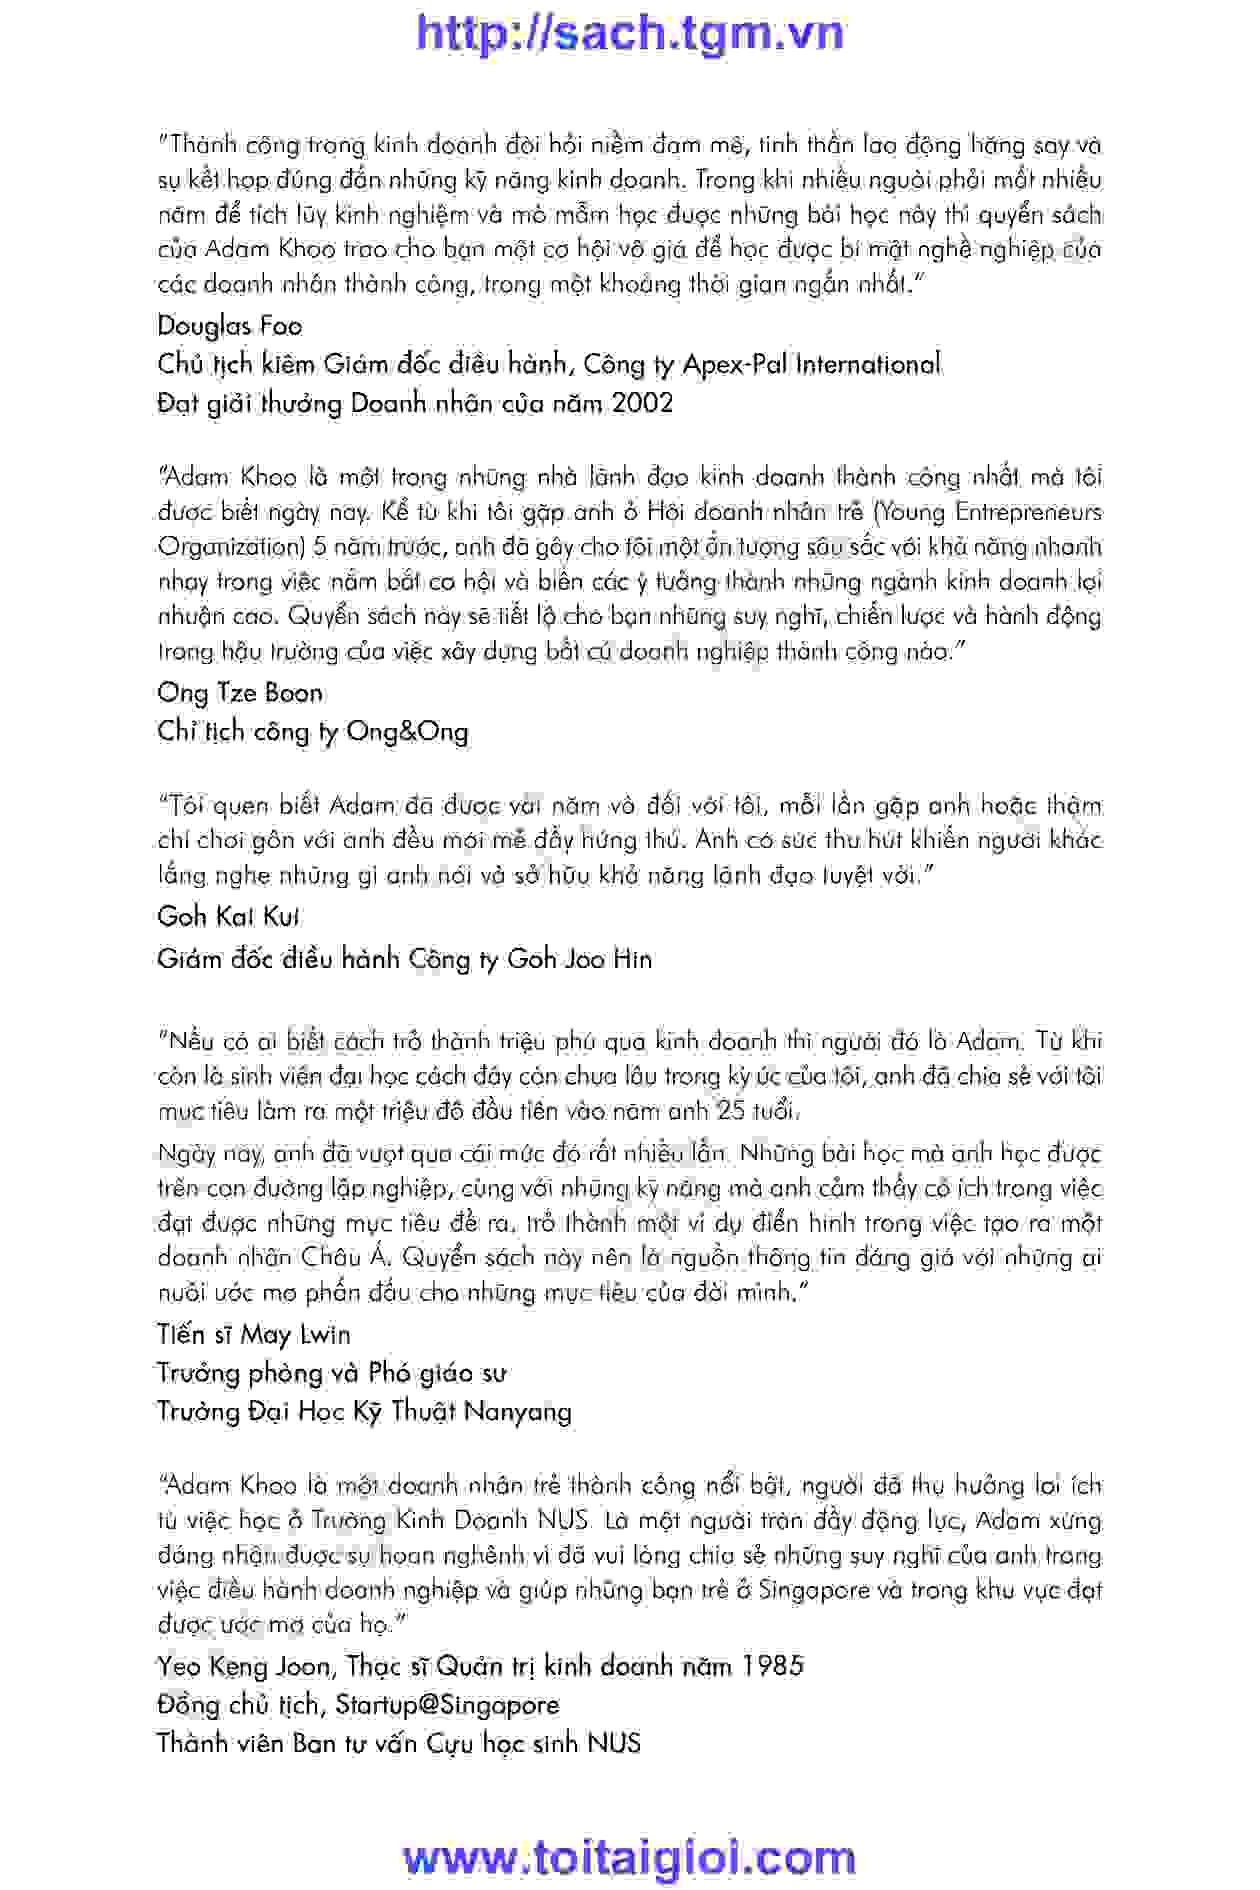 http://sach.tgm.vn
“Thành công trong kinh doanh đòi hỏi niềm đam mê, tinh thần lao động hăng say và
sự kết hợp đúng đắn những kỹ năng kinh doanh. Trong khi nhiều người phải mất nhiều
năm để tích lũy kinh nghiệm và mò mẫm học được những bài học này thì quyển sách
của Adam Khoo trao cho bạn một cơ hội vô giá để học được bí mật nghề nghiệp của
các doanh nhân thành công, trong một khoảng thời gian ngắn nhất.”
Douglas Foo
Chủ tịch kiêm Giám đốc điều hành, Công ty Apex-Pal International
Đạt giải thưởng Doanh nhân của năm 2002
“Adam Khoo là một trong những nhà lãnh đạo kinh doanh thành công nhất mà tôi
được biết ngày nay. Kể từ khi tôi gặp anh ở Hội doanh nhân trẻ (Young Entrepreneurs
Organization) 5 năm trước, anh đã gây cho tôi một ấn tượng sâu sắc với khả năng nhanh
nhạy trong việc nắm bắt cơ hội và biến các ý tưởng thành những ngành kinh doanh lợi
nhuận cao. Quyển sách này sẽ tiết lộ cho bạn những suy nghĩ, chiến lược và hành động
trong hậu trường của việc xây dựng bất cứ doanh nghiệp thành công nào.”
Ong Tze Boon
Chỉ tịch công ty Ong&Ong
“Tôi quen biết Adam đã được vài năm và đối với tôi, mỗi lần gặp anh hoặc thậm
chí chơi gôn với anh đều mới mẻ đầy hứng thú. Anh có sức thu hút khiến người khác
lắng nghe những gì anh nói và sở hữu khả năng lãnh đạo tuyệt vời.”
Goh Kai Kui
Giám đốc điều hành Công ty Goh Joo Hin
“Nếu có ai biết cách trở thành triệu phú qua kinh doanh thì người đó là Adam. Từ khi
còn là sinh viên đại học cách đây còn chưa lâu trong ký ức của tôi, anh đã chia sẻ với tôi
mục tiêu làm ra một triệu đô đầu tiên vào năm anh 25 tuổi.
Ngày nay, anh đã vượt qua cái mức đó rất nhiều lần. Những bài học mà anh học được
trên con đường lập nghiệp, cùng với những kỹ năng mà anh cảm thấy có ích trong việc
đạt được những mục tiêu đề ra, trở thành một ví dụ điển hình trong việc tạo ra một
doanh nhân Châu Á. Quyển sách này nên là nguồn thông tin đáng giá với những ai
nuôi ước mơ phấn đấu cho những mục tiêu của đời mình.”
Tiến sĩ May Lwin
Trưởng phòng và Phó giáo sư
Trường Đại Học Kỹ Thuật Nanyang
“Adam Khoo là một doanh nhân trẻ thành công nổi bật, người đã thụ hưởng lợi ích
từ việc học ở Trường Kinh Doanh NUS. Là một người tràn đầy động lực, Adam xứng
đáng nhận được sự hoan nghênh vì đã vui lòng chia sẻ những suy nghĩ của anh trong
việc điều hành doanh nghiệp và giúp những bạn trẻ ở Singapore và trong khu vực đạt
được ước mơ của họ.”
Yeo Keng Joon, Thạc sĩ Quản trị kinh doanh năm 1985
Đồng chủ tịch, Startup@Singapore
Thành viên Ban tư vấn Cựu học sinh NUS
www.toitaigioi.com